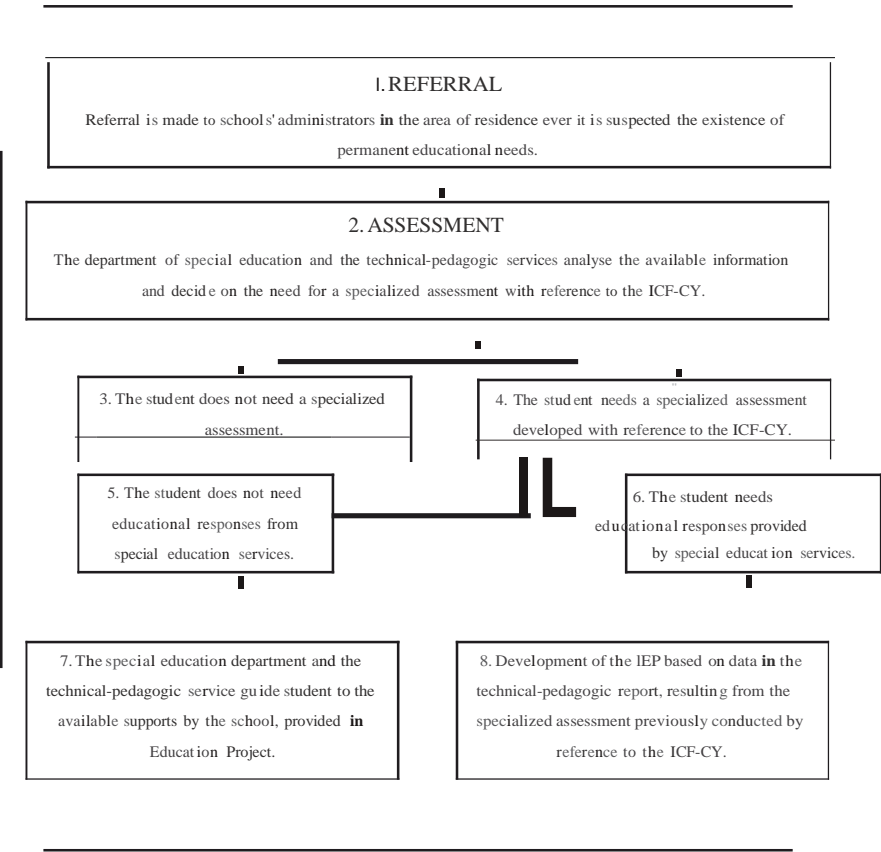 1. REFERRAL
Referral is made to schools' administrators in the area of residence ever it is suspected the existence of
permanent educational needs.
2. ASSESSMENT
The department of special education and the technical-pedagogic services analyse the available information
and decide on the need for a specialized assessment with reference to the ICF-CY.
3. The student does not need a specialized
assessment.
4. The student needs a specialized assessment
developed with reference to the ICF-CY.
5. The student does not need
educational responses from
special education services.
6. The student needs
educational responses provided
by special education services.
7. The special education department and the
technical-pedagogic service guide student to the
available supports by the school, provided in
Education Project.
8. Development of the IEP based on data in the
technical-pedagogic report, resulting from the
specialized assessment previously conducted by
reference to the ICF-CY.